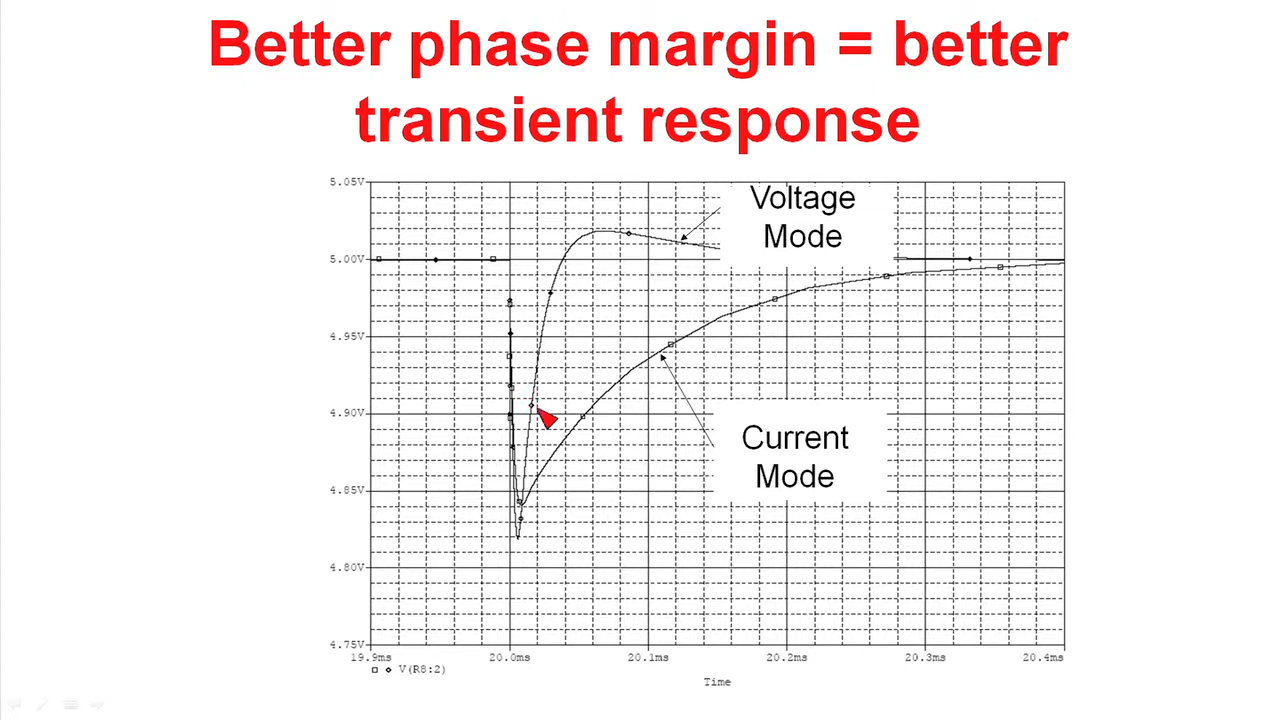 Better phase margin = better
transient response
5.05V
Voltage
Mode
5.00V
4.95V
4.90V
Current
Mode
4.85V
4.80V
4.75V
19.9ms 20.0ms 20.1ms 20.2ms 20.3ms 20.4ms
V(R8:2)
Time